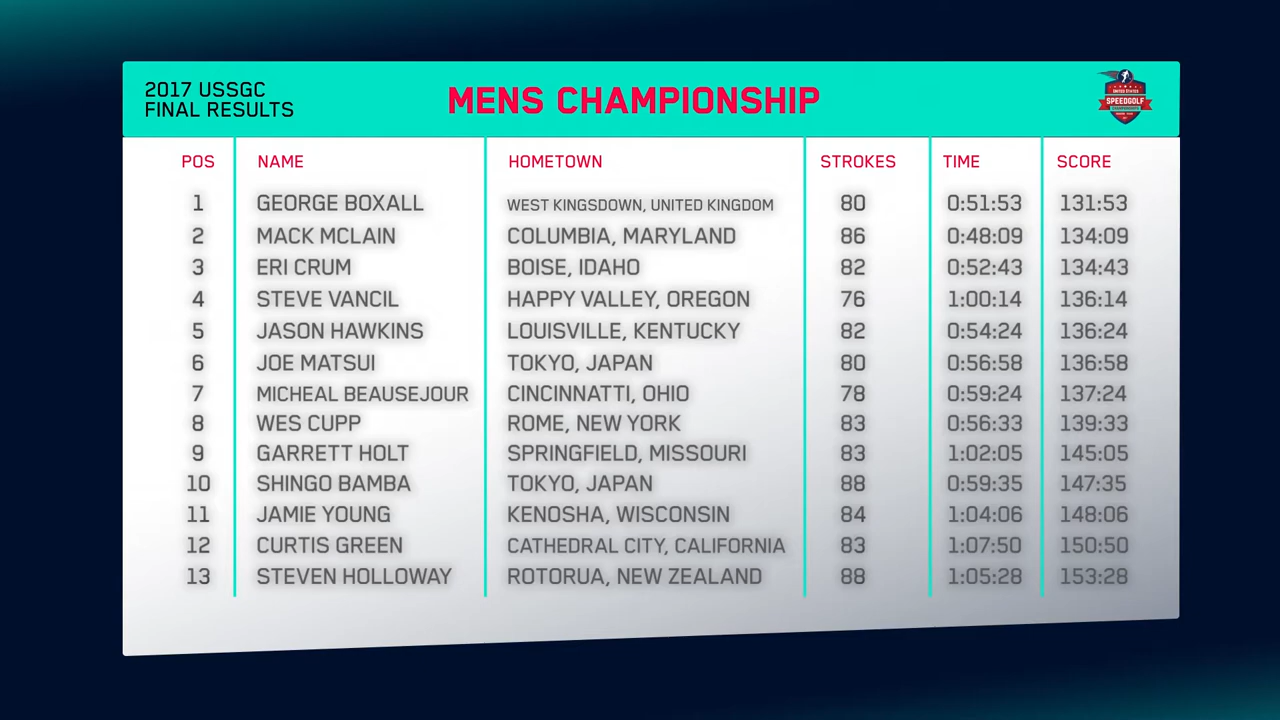 2017 USSGC
FINAL RESULTS
MENS CHAMPIONSHIP
UNITED STATES
SPEEDGOLF
POS NAME HOMETOWN STROKES TIME SCORE
1 GEORGE BOXALL WEST KINGSDOWN, UNITED KINGDOM 80 0:51:53 131:53
2 MACK MCLAIN COLUMBIA, MARYLAND 86 0:48:09 134:09
3 ERI CRUM BOISE, IDAHO 82 0:52:43 134:43
4 STEVE VANCIL HAPPY VALLEY, OREGON 76 1:00:14 136:14
5 JASON HAWKINS LOUISVILLE, KENTUCKY 82 0:54:24 136:24
6 JOE MATSUI TOKYO, JAPAN 80 0:56:58 136:58
7 MICHEAL BEAUSEJOUR CINCINNATTI, OHIO 78 0:59:24 137:24
8 WES CUPP ROME, NEW YORK 83 0:56:33 139:33
9 GARRETT HOLT SPRINGFIELD, MISSOURI 83 1:02:05 145:05
10 SHINGO BAMBA TOKYO, JAPAN 88 0:59:35 147:35
11 JAMIE YOUNG KENOSHA, WISCONSIN 84 1:04:06 148:06
12 CURTIS GREEN CATHEDRAL CITY, CALIFORNIA 83 1:07:50 150:50
13 STEVEN HOLLOWAY ROTORUA, NEW ZEALAND 88 1:05:28 153:28